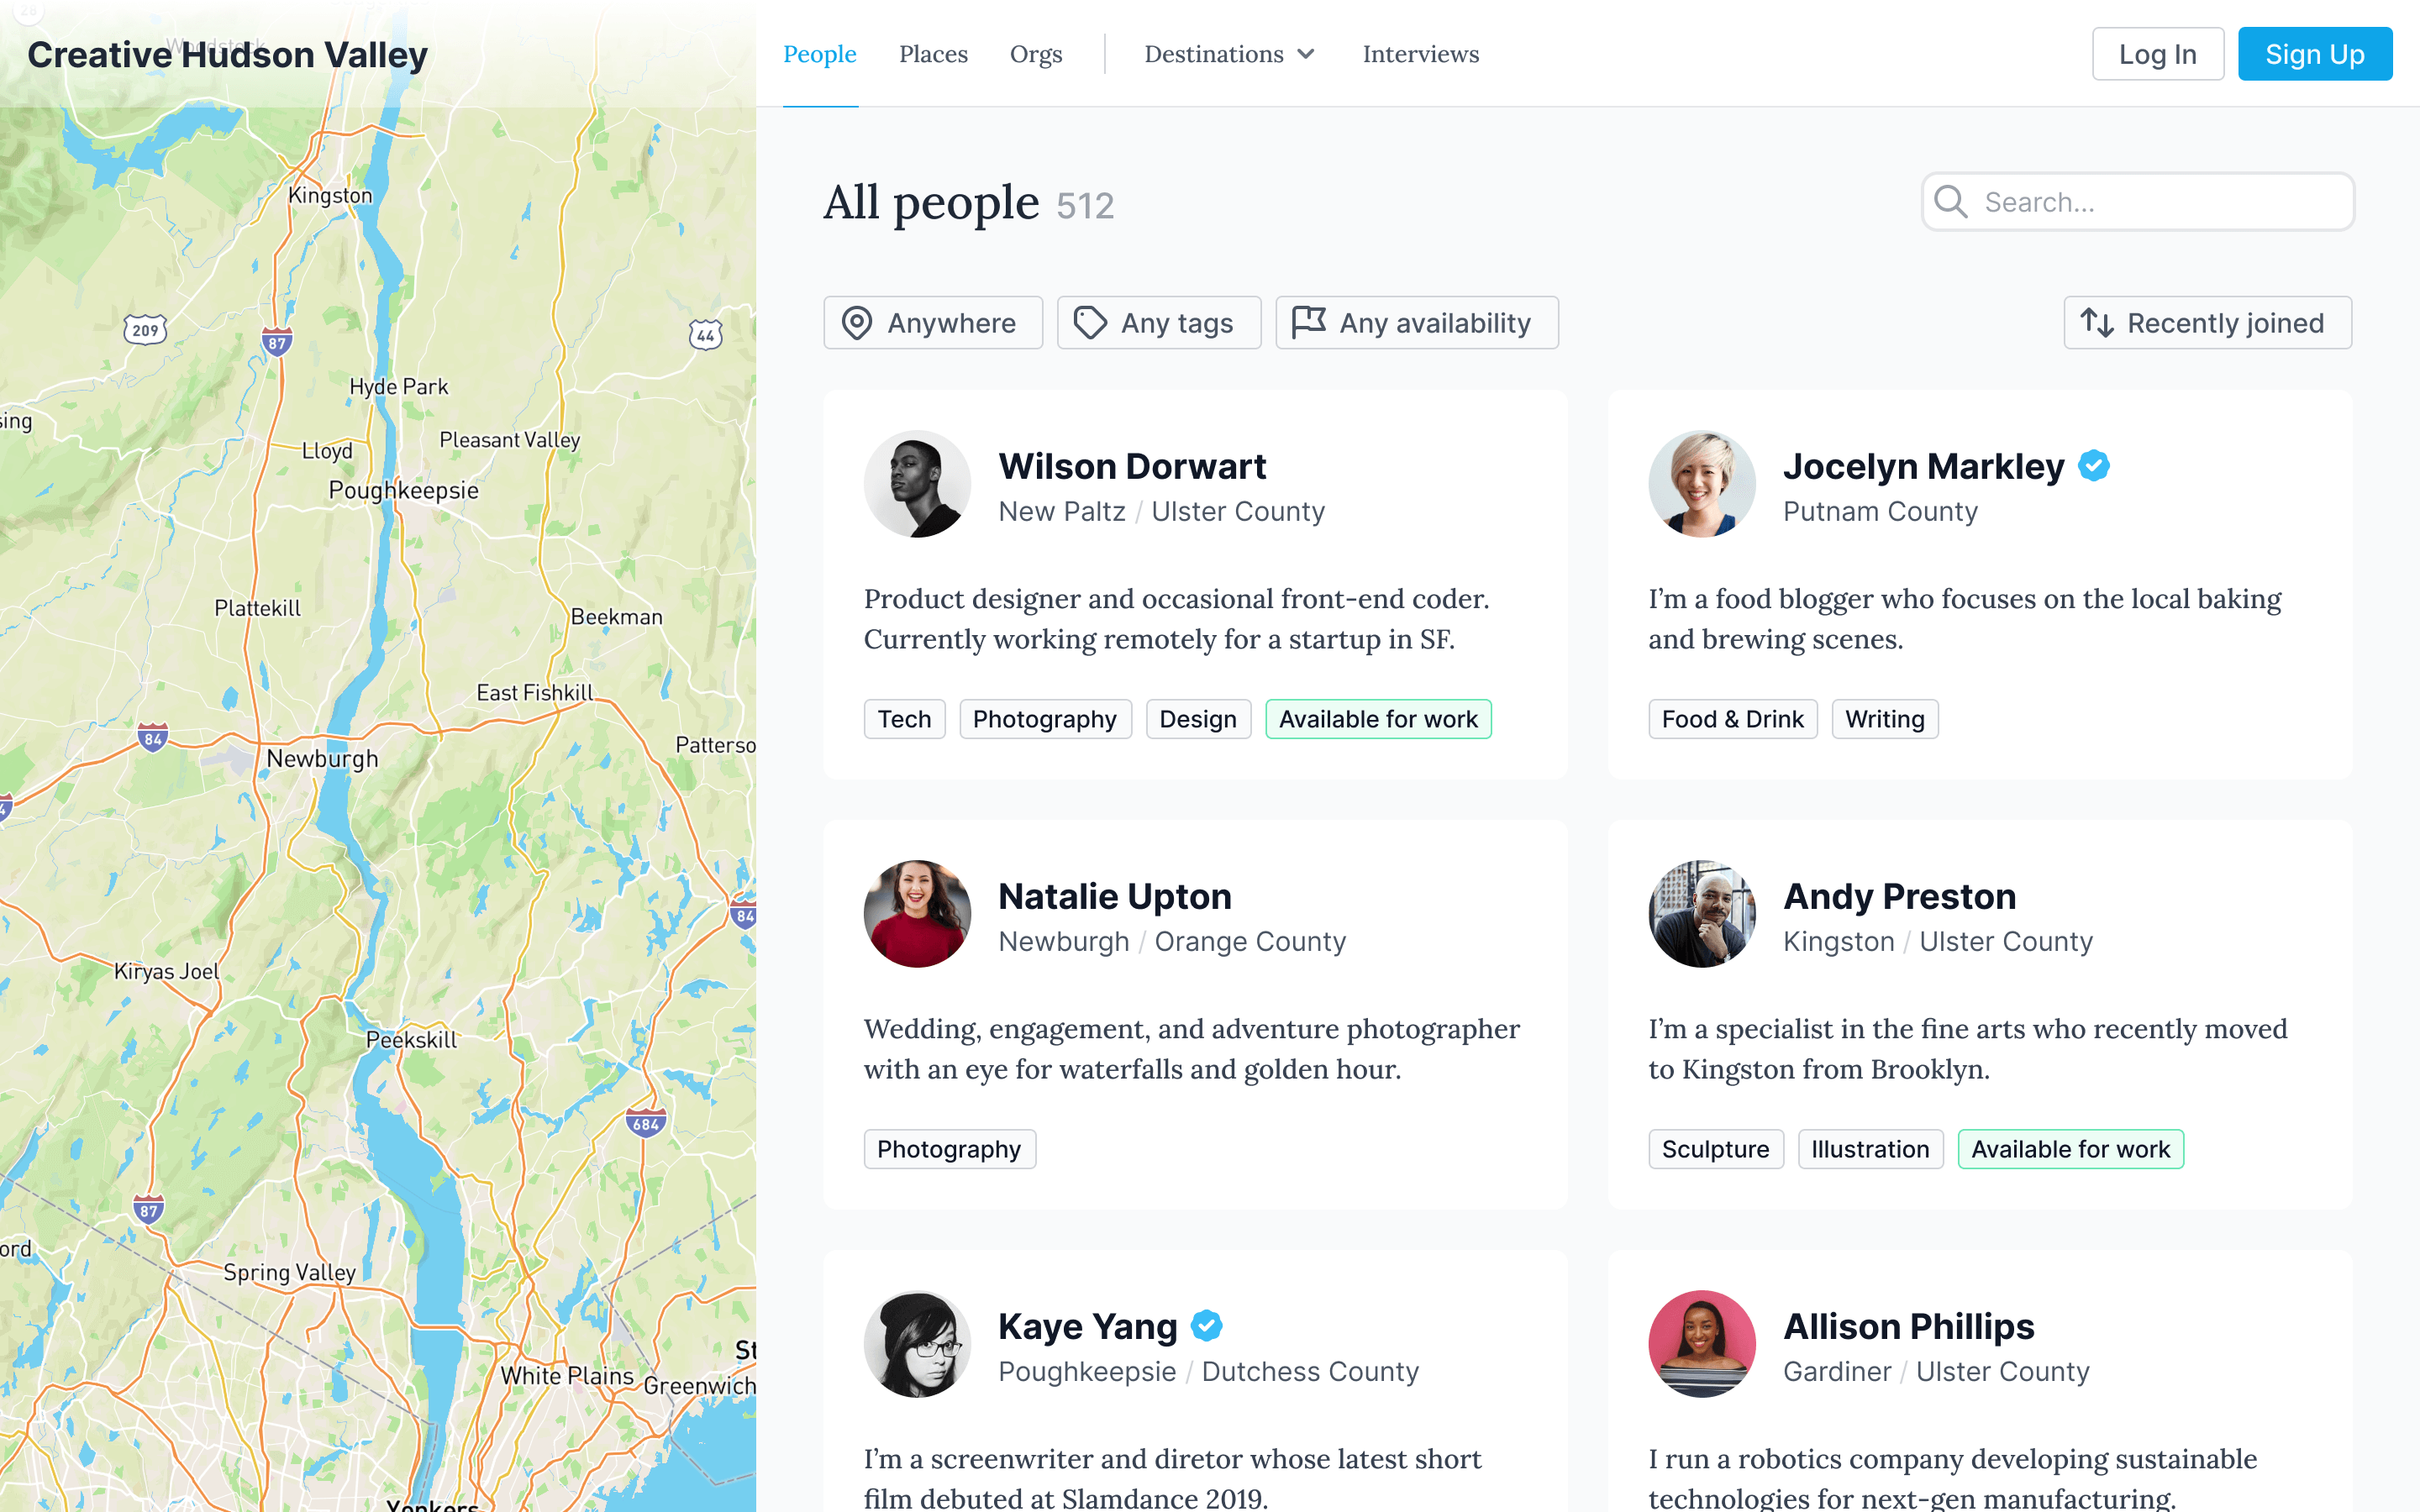 28
Woodstock
Creative Hudson Valley
Kingston
209
87
44
Hyde Park
Lloyd
Pleasant Valley
Poughkeepsie
Plattekill
Beekman
East Fishkill
84
Newburgh
84
Kiryas Joel
Peekskill
684
87
Spring Valley
White Plains
Greenwich
Yonkers
People
Places
Orgs
Destinations
Interviews
Log In
Sign Up
All people 512
Search...
Anywhere
Any tags
Any availability
Recently joined
Wilson Dorwart
New Paltz / Ulster County
Product designer and occasional front-end coder.
Currently working remotely for a startup in SF.
Tech
Photography
Design
Available for work
Jocelyn Markley
Putnam County
I’m a food blogger who focuses on the local baking
and brewing scenes.
Food & Drink
Writing
Natalie Upton
Newburgh / Orange County
Wedding, engagement, and adventure photographer
with an eye for waterfalls and golden hour.
Photography
Andy Preston
Kingston / Ulster County
I’m a specialist in the fine arts who recently moved
to Kingston from Brooklyn.
Sculpture
Illustration
Available for work
Kaye Yang
Poughkeepsie / Dutchess County
I’m a screenwriter and diretor whose latest short
film debuted at Slamdance 2019.
Allison Phillips
Gardiner / Ulster County
I run a robotics company developing sustainable
technologies for next-gen manufacturing.